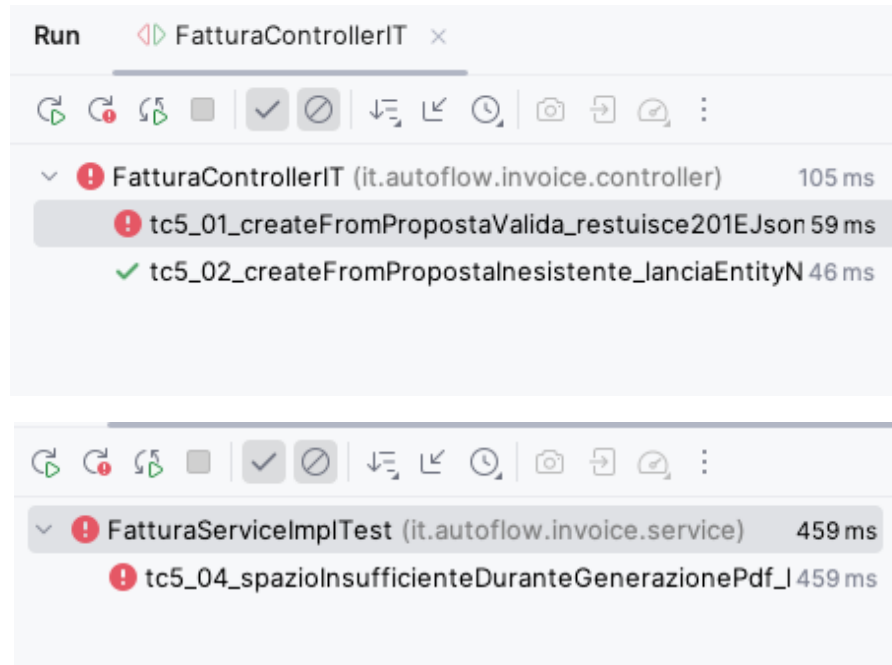 Run FatturaControllerIT ×
FatturaControllerIT (it.autoflow.invoice.controller) 105 ms
tc5_01_createFromPropostaValida_restuisce201EJson 59 ms
tc5_02_createFromPropostaInesistente_lanciaEntityN 46 ms
FatturaServiceImplTest (it.autoflow.invoice.service) 459 ms
tc5_04_spazioInsufficienteDuranteGenerazionePdf_l 459 ms